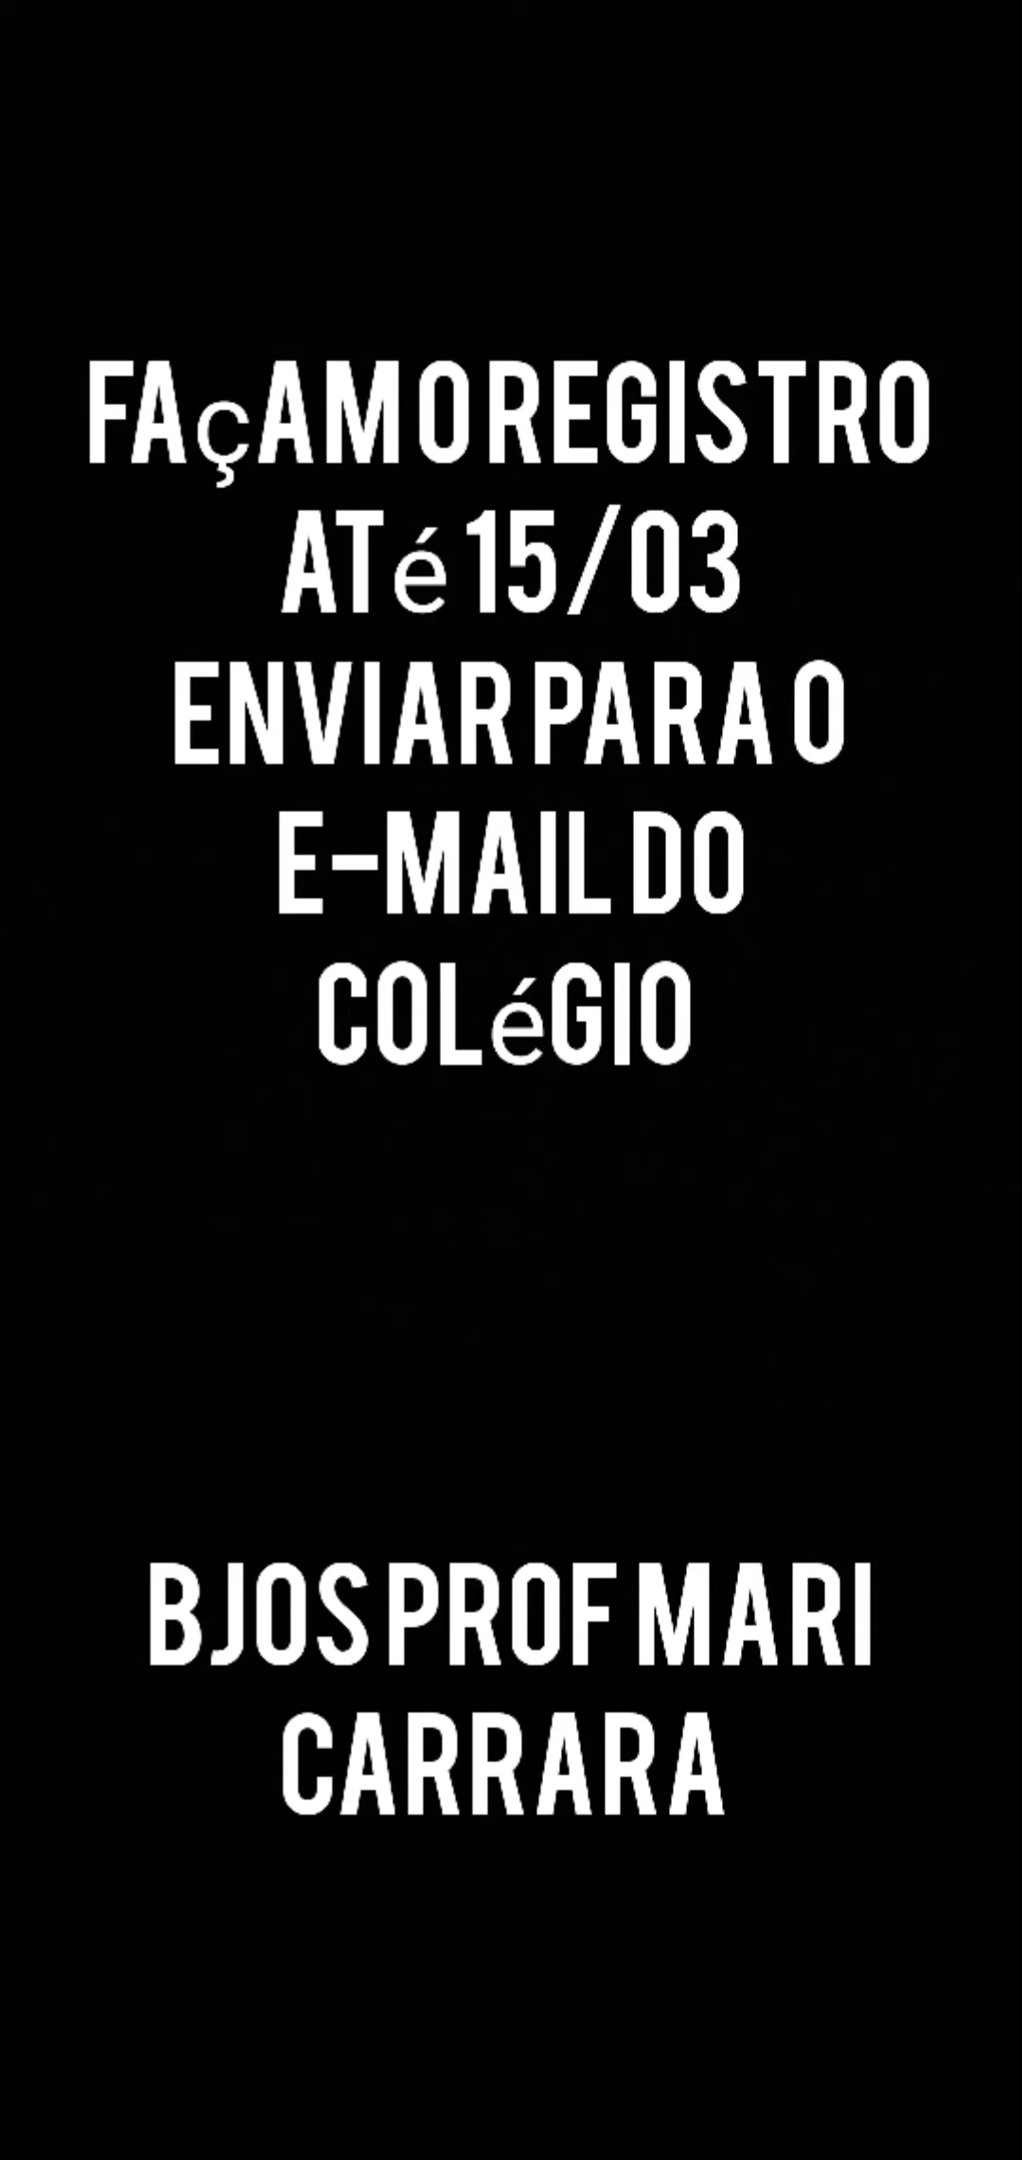 FAçAM O REGISTRO
ATé 15/03
ENVIAR PARA O
E-MAIL DO
COLéGIO
BJOS PROF MARI
CARRARA